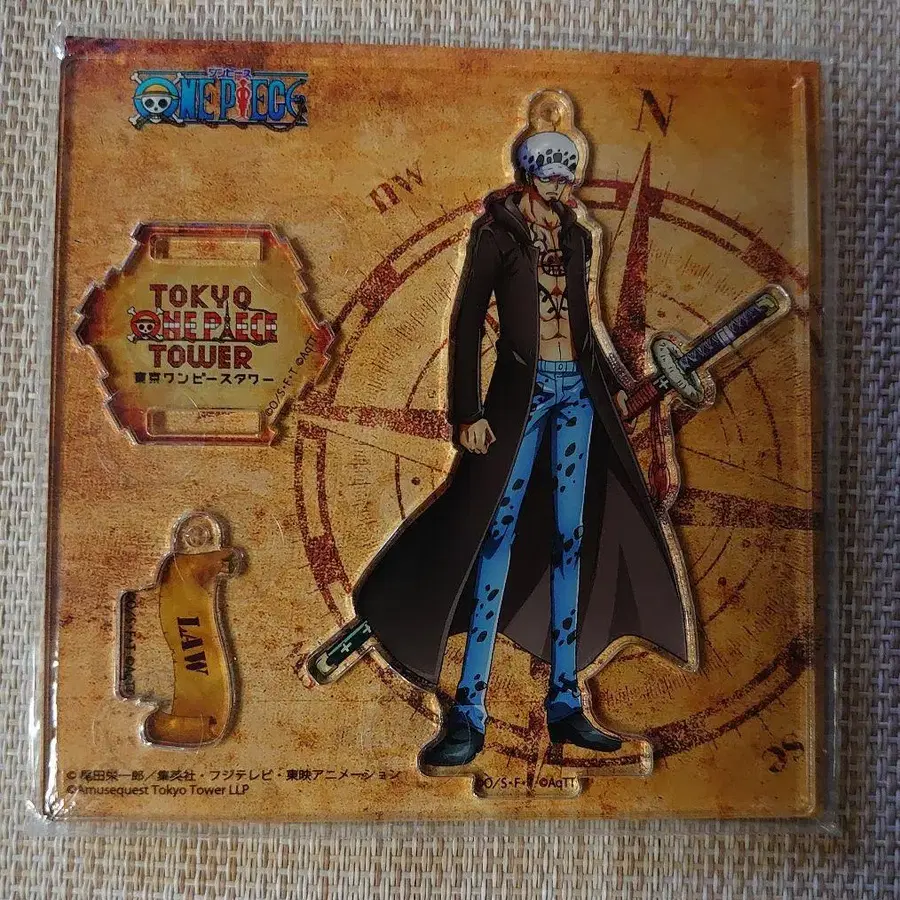 ワンピース
ONE PIECE
N
NW
TOKYO
ONE PIECE
TOWER
東京ワンピースタワー
©O/S・F・T ©AqTT
LAW
©尾田栄一郎／集英社・フジテレビ・東映アニメーション
©Amusequest Tokyo Tower LLP
O/S・F・T ©AqTT